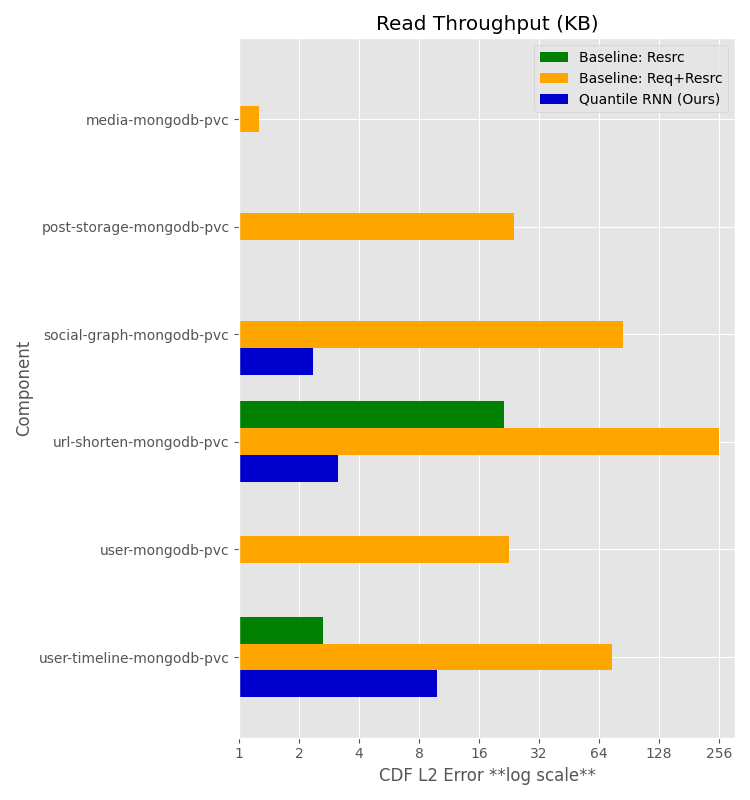 Read Throughput (KB)
Baseline: Resrc
Baseline: Req+Resrc
Quantile RNN (Ours)
media-mongodb-pvc
post-storage-mongodb-pvc
social-graph-mongodb-pvc
url-shorten-mongodb-pvc
user-mongodb-pvc
user-timeline-mongodb-pvc
Component
1 2 4 8 16 32 64 128 256
CDF L2 Error **log scale**